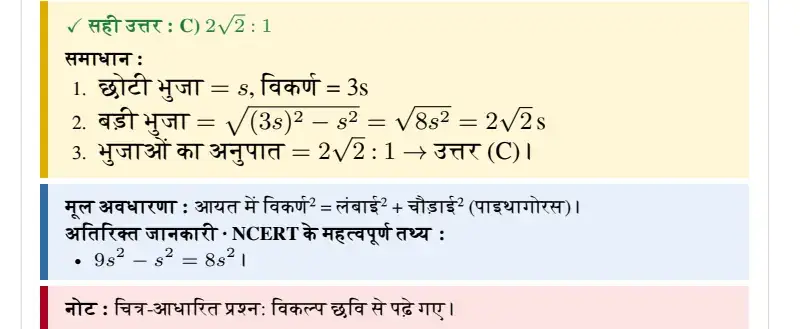 ✓ सही उत्तर : C) 2√2 : 1
समाधान :
1. छोटी भुजा = s, विकर्ण = 3s
2. बड़ी भुजा = √((3s)² − s²) = √(8s²) = 2√2 s
3. भुजाओं का अनुपात = 2√2 : 1 → उत्तर (C)।
मूल अवधारणा : आयत में विकर्ण² = लंबाई² + चौड़ाई² (पाइथागोरस)।
अतिरिक्त जानकारी · NCERT के महत्वपूर्ण तथ्य :
• 9s² − s² = 8s²।
नोट : चित्र-आधारित प्रश्न: विकल्प छवि से पढ़े गए।